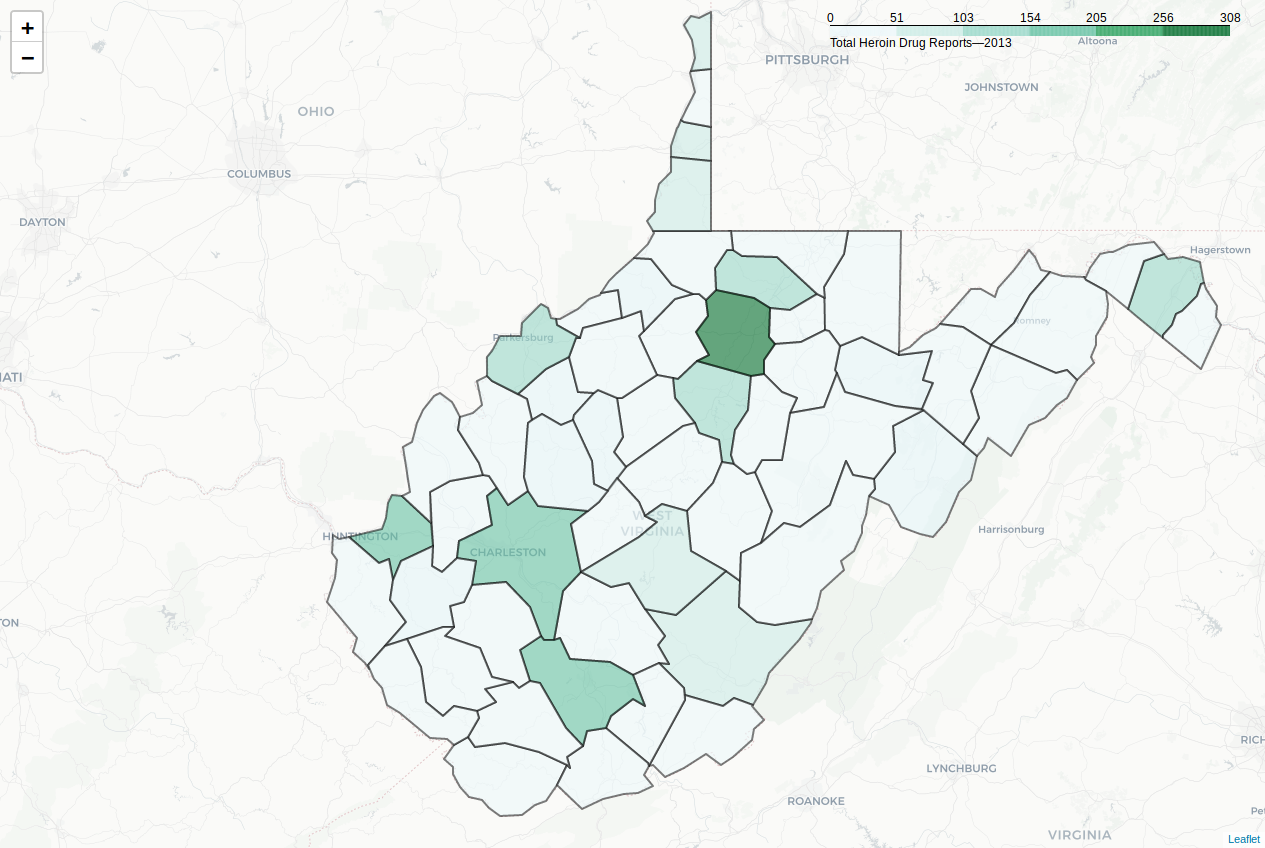 +
−
0 51 103 154 205 256 308
Total Heroin Drug Reports—2013
Altoona
PITTSBURGH
JOHNSTOWN
OHIO
COLUMBUS
DAYTON
Hagerstown
Romney
Parkersburg
NATI
WEST
VIRGINIA
HUNTINGTON
CHARLESTON
Harrisonburg
TON
RICH
LYNCHBURG
ROANOKE
Pet
VIRGINIA
Leaflet